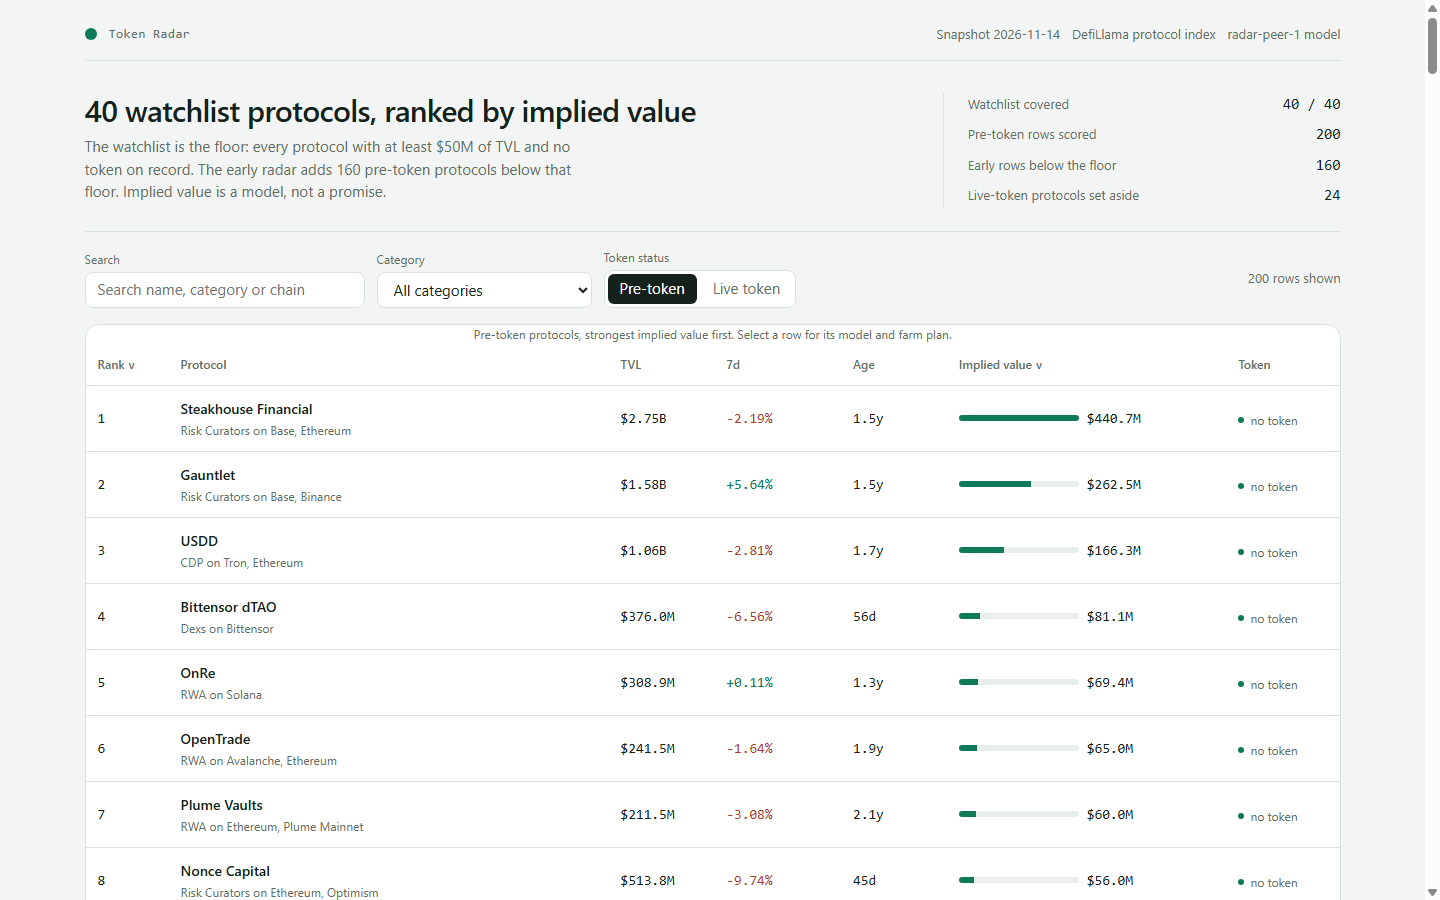 Token Radar
Snapshot 2026-11-14 DefiLlama protocol index radar-peer-1 model
40 watchlist protocols, ranked by implied value
The watchlist is the floor: every protocol with at least $50M of TVL and no
token on record. The early radar adds 160 pre-token protocols below that
floor. Implied value is a model, not a promise.
Watchlist covered 40 / 40
Pre-token rows scored 200
Early rows below the floor 160
Live-token protocols set aside 24
Search
Search name, category or chain
Category
All categories
Token status
Pre-token Live token
200 rows shown
Pre-token protocols, strongest implied value first. Select a row for its model and farm plan.
Rank v Protocol TVL 7d Age Implied value v Token
1 Steakhouse Financial $2.75B -2.19% 1.5y $440.7M no token
Risk Curators on Base, Ethereum
2 Gauntlet $1.58B +5.64% 1.5y $262.5M no token
Risk Curators on Base, Binance
3 USDD $1.06B -2.81% 1.7y $166.3M no token
CDP on Tron, Ethereum
4 Bittensor dTAO $376.0M -6.56% 56d $81.1M no token
Dexs on Bittensor
5 OnRe $308.9M +0.11% 1.3y $69.4M no token
RWA on Solana
6 OpenTrade $241.5M -1.64% 1.9y $65.0M no token
RWA on Avalanche, Ethereum
7 Plume Vaults $211.5M -3.08% 2.1y $60.0M no token
RWA on Ethereum, Plume Mainnet
8 Nonce Capital $513.8M -9.74% 45d $56.0M no token
Risk Curators on Ethereum, Optimism